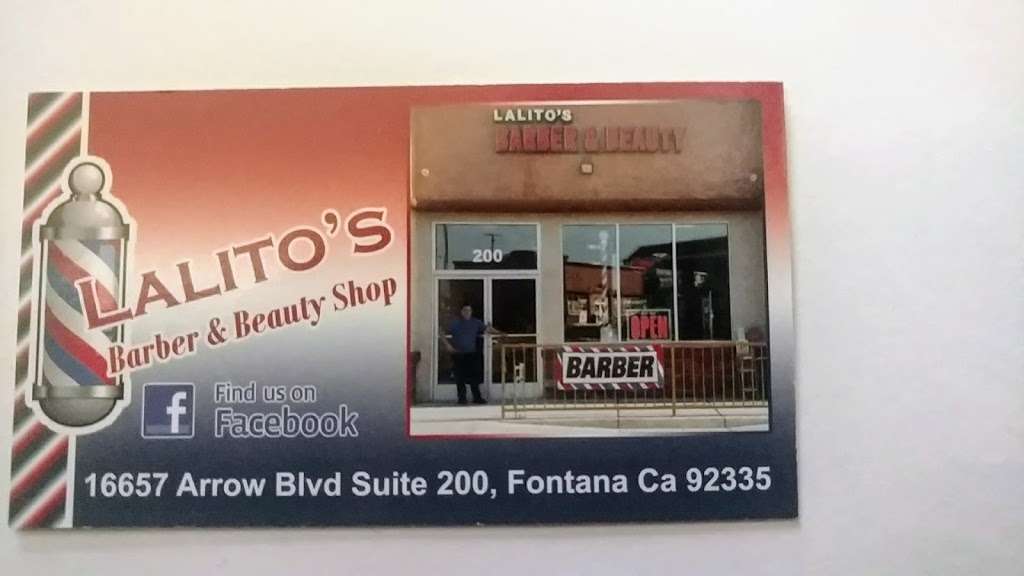 LALITO'S
Barber & Beauty Shop
f
Find us on
Facebook
LALITO'S
BARBER & BEAUTY
200
OPEN
BARBER
16657 Arrow Blvd Suite 200, Fontana Ca 92335